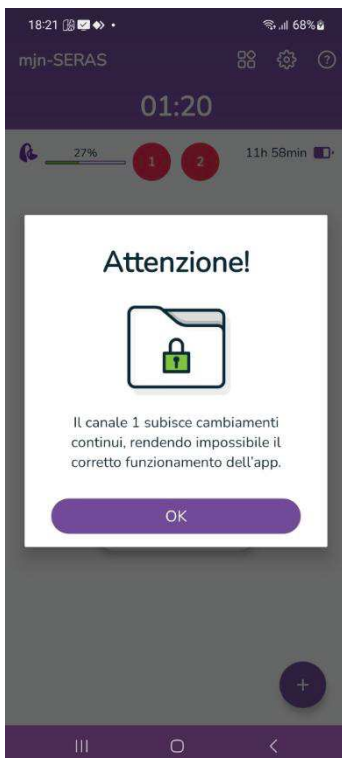 18:21 68%
mjn-SERAS
01:20
27% 1 2 11h 58min
Attenzione!
Il canale 1 subisce cambiamenti
continui, rendendo impossibile il
corretto funzionamento dell'app.
OK